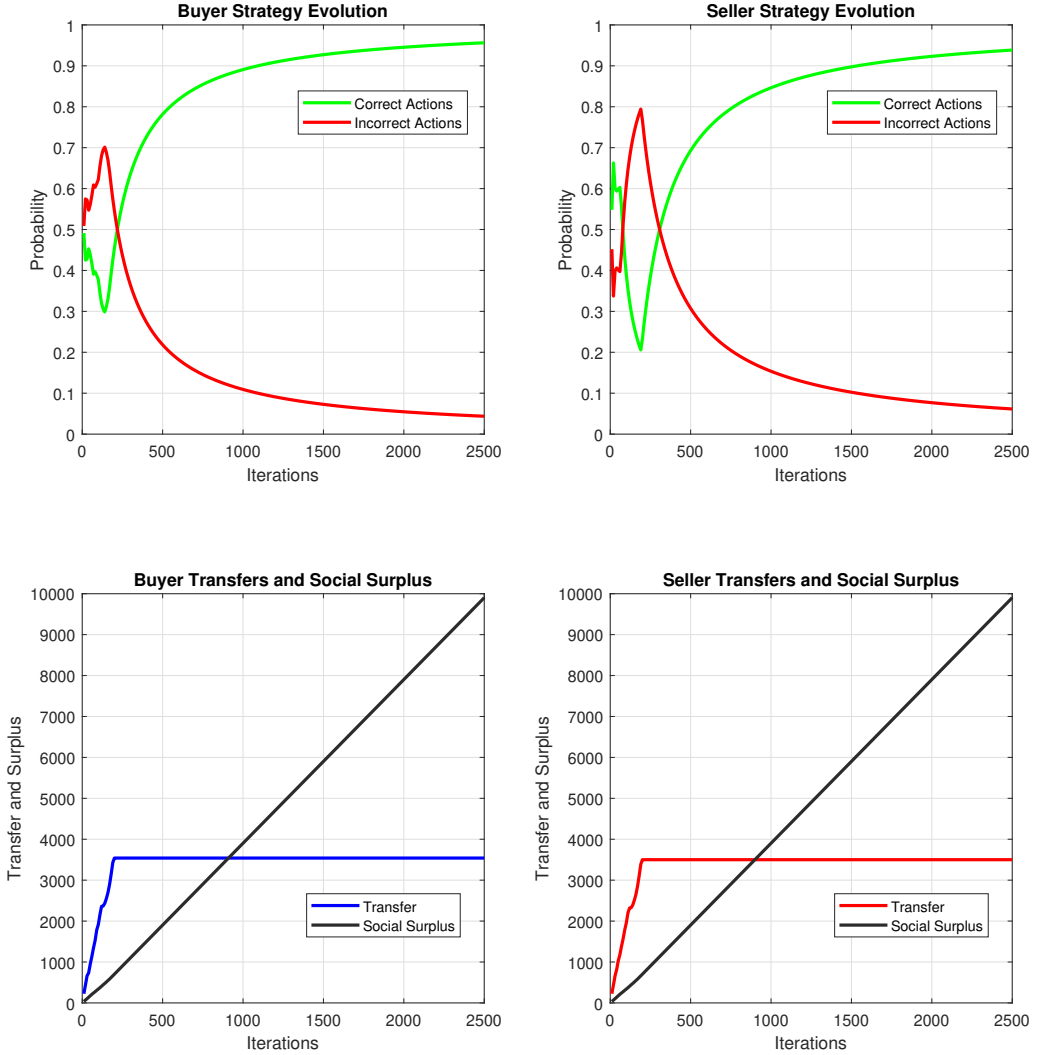 Buyer Strategy Evolution
1
0.9
0.8
0.7
0.6
0.5
0.4
0.3
0.2
0.1
0
Probability
Correct Actions
Incorrect Actions
0 500 1000 1500 2000 2500
Iterations
Seller Strategy Evolution
1
0.9
0.8
0.7
0.6
0.5
0.4
0.3
0.2
0.1
0
Probability
Correct Actions
Incorrect Actions
0 500 1000 1500 2000 2500
Iterations
Buyer Transfers and Social Surplus
10000
9000
8000
7000
6000
5000
4000
3000
2000
1000
0
Transfer and Surplus
Transfer
Social Surplus
0 500 1000 1500 2000 2500
Iterations
Seller Transfers and Social Surplus
10000
9000
8000
7000
6000
5000
4000
3000
2000
1000
0
Transfer and Surplus
Transfer
Social Surplus
0 500 1000 1500 2000 2500
Iterations